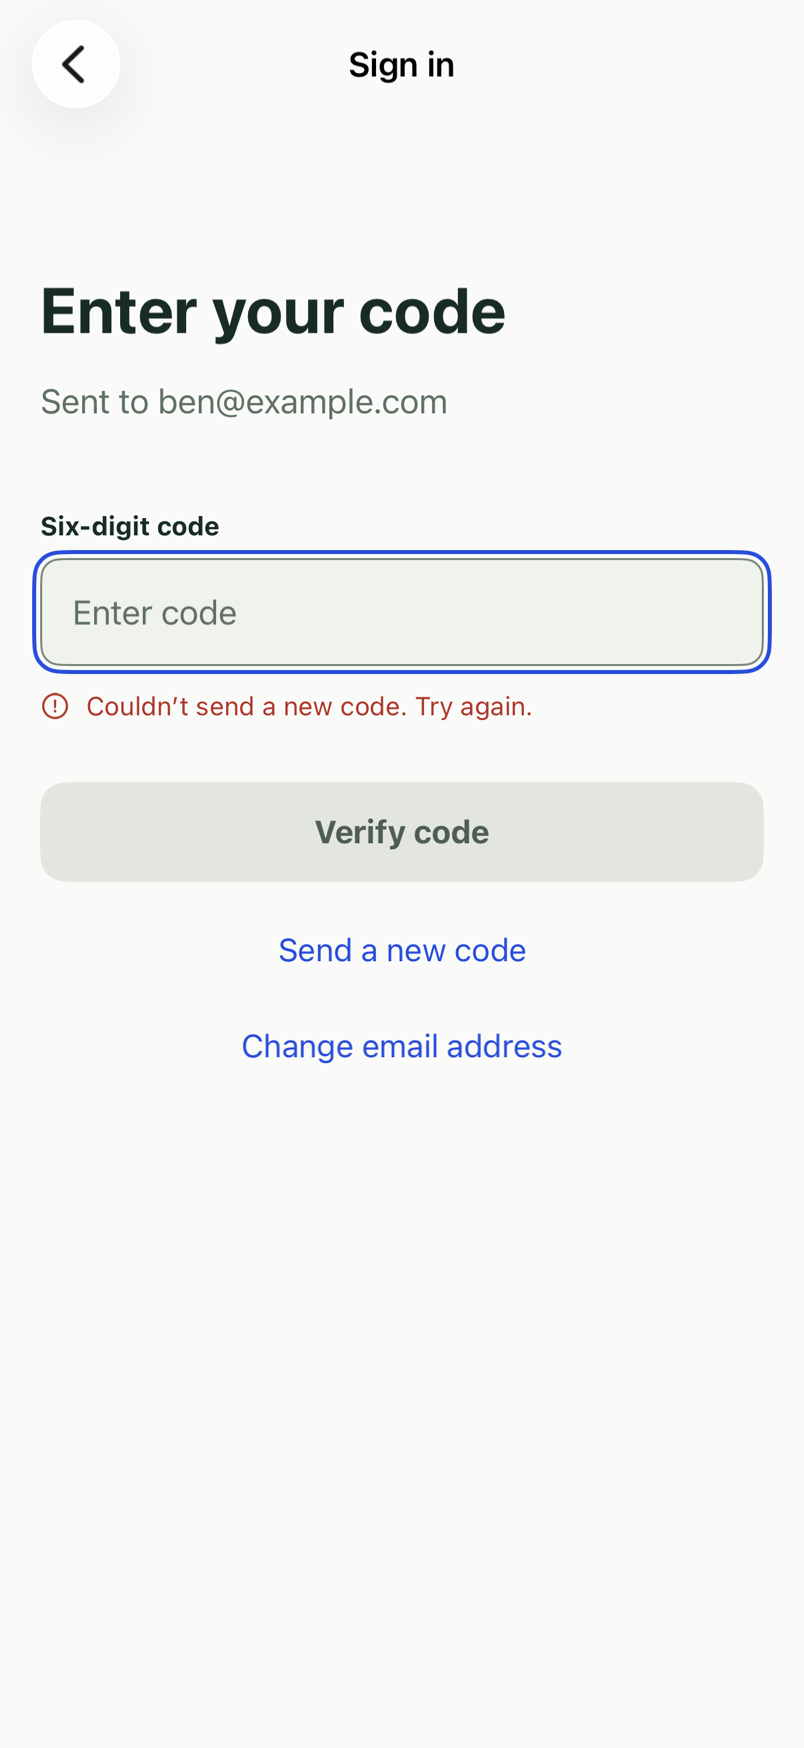 Sign in
Enter your code
Sent to ben@example.com
Six-digit code
Enter code
Couldn’t send a new code. Try again.
Verify code
Send a new code
Change email address